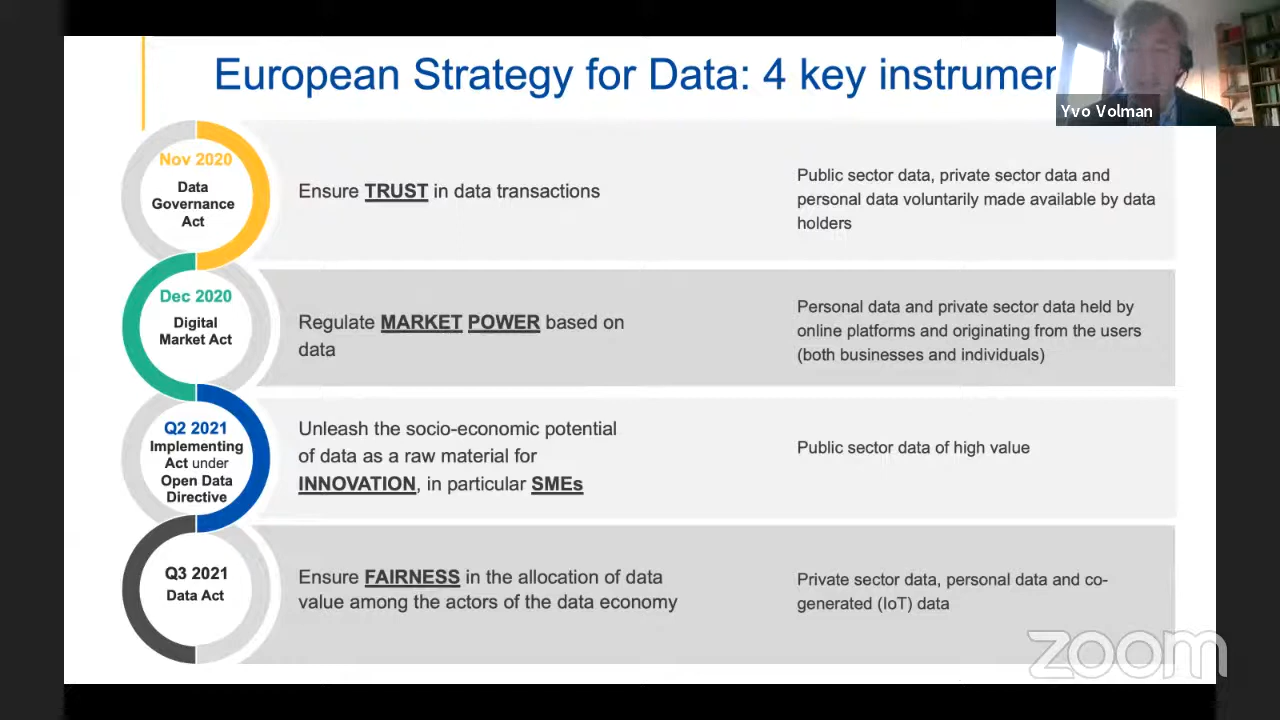 European Strategy for Data: 4 key instrumen
Yvo Volman
Nov 2020
Data
Governance
Act
Ensure TRUST in data transactions
Public sector data, private sector data and
personal data voluntarily made available by data
holders
Dec 2020
Digital
Market Act
Regulate MARKET POWER based on
data
Personal data and private sector data held by
online platforms and originating from the users
(both businesses and individuals)
Q2 2021
Implementing
Act under
Open Data
Directive
Unleash the socio-economic potential
of data as a raw material for
INNOVATION, in particular SMEs
Public sector data of high value
Q3 2021
Data Act
Ensure FAIRNESS in the allocation of data
value among the actors of the data economy
Private sector data, personal data and co-
generated (IoT) data
zoom